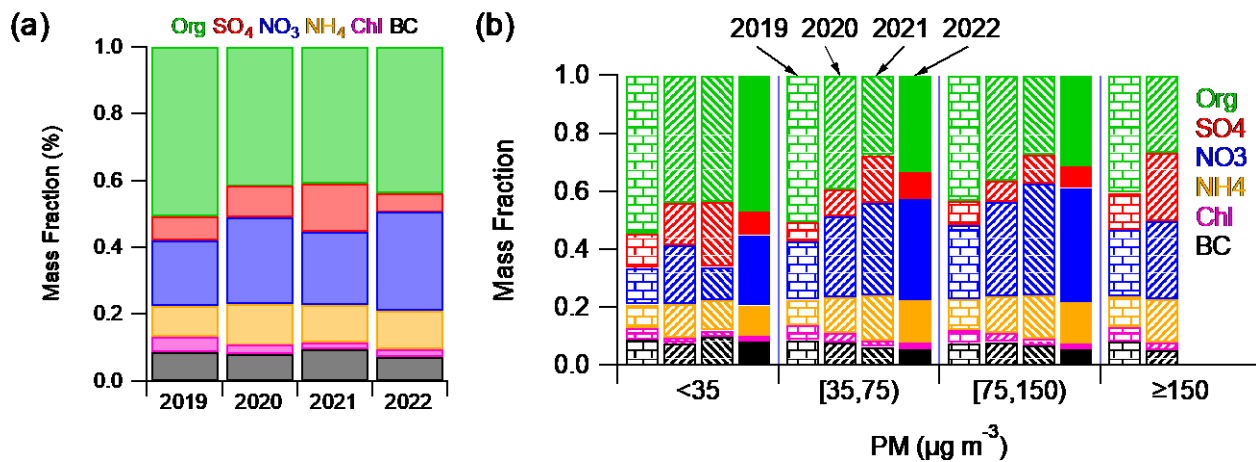 (a)
Org SO₄ NO₃ NH₄ Chl BC
Mass Fraction (%)
1.0
0.8
0.6
0.4
0.2
0.0
2019 2020 2021 2022
(b)
2019 2020 2021 2022
Mass Fraction
1.0
0.8
0.6
0.4
0.2
0.0
Org
SO4
NO3
NH4
Chl
BC
<35 [35,75) [75,150) ≥150
PM (µg m⁻³)